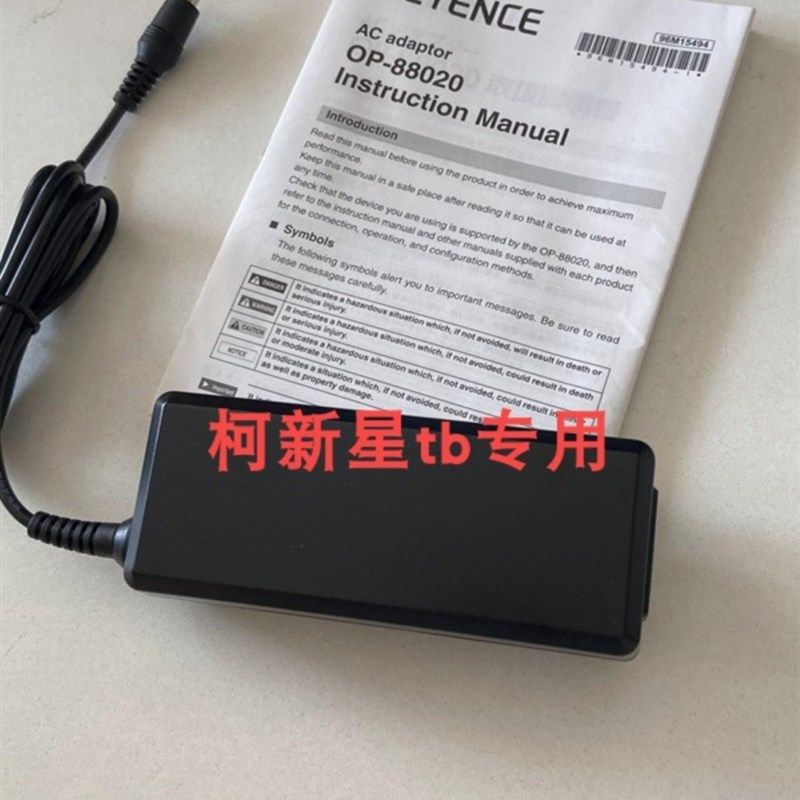 KEYENCE
96M15494
*96M15494-1*
AC adaptor
OP-88020
Instruction Manual
Introduction
Read this manual before using the product in order to achieve maximum
performance.
Keep this manual in a safe place after reading it so that it can be used at
any time.
Check that the device you are using is supported by the OP-88020, and then
refer to the instruction manual and other manuals supplied with each product
for the connection, operation, and configuration methods.
■ Symbols
The following symbols alert you to important messages. Be sure to read
these messages carefully.
DANGER It indicates a hazardous situation which, if not avoided, will result in death or
serious injury.
WARNING It indicates a hazardous situation which, if not avoided, could result in death
or serious injury.
CAUTION It indicates a hazardous situation which, if not avoided, could result in minor
or moderate injury.
NOTICE It indicates a situation which, if not avoided, could result in
as well as property damage.
Important
柯新星tb专用